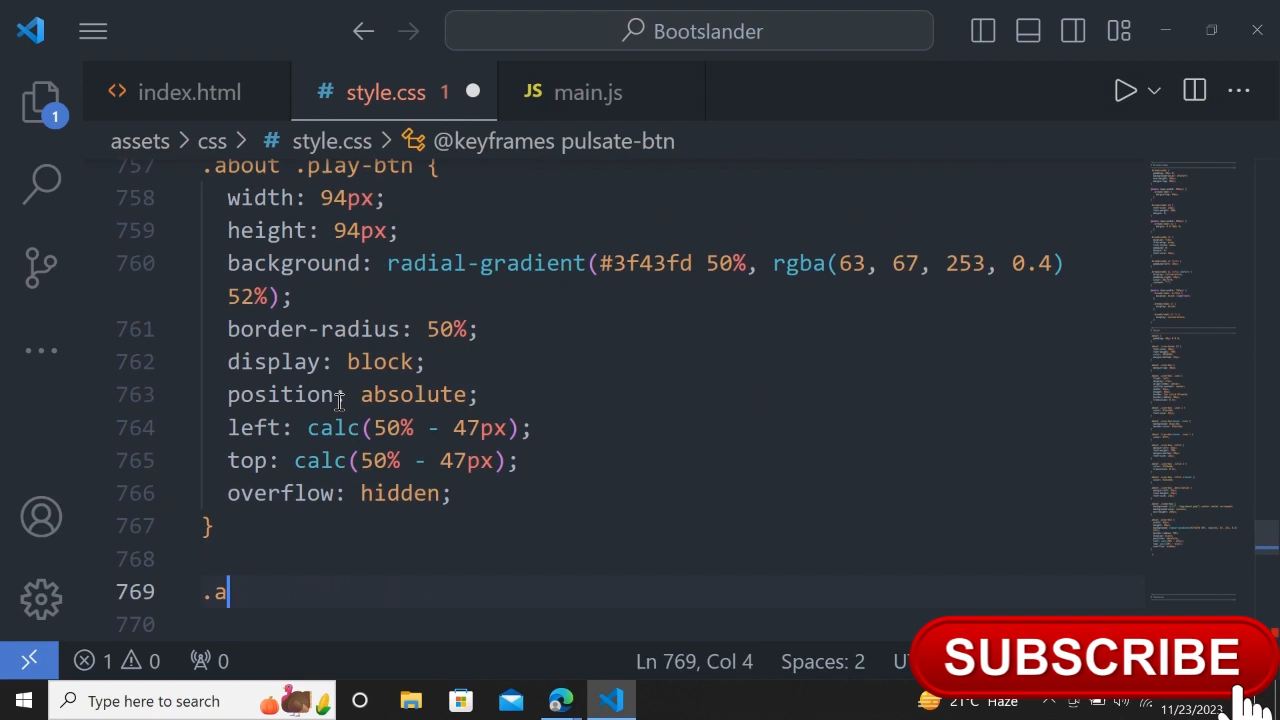 Bootslander
index.html
style.css 1
JS main.js
assets > css > # style.css > @keyframes pulsate-btn
1
757 .about .play-btn {
758 width: 94px;
759 height: 94px;
760 background: radial-gradient(#3f43fd 50%, rgba(63, 67, 253, 0.4)
52%);
761 border-radius: 50%;
762 display: block;
763 position: absolute;
764 left: calc(50% - 47px);
765 top: calc(50% - 47px);
766 overflow: hidden;
767 }
768
769 .a
770
1 0 0 Ln 769, Col 4 Spaces: 2
SUBSCRIBE
Type here to search
21°C Haze
11/23/2023